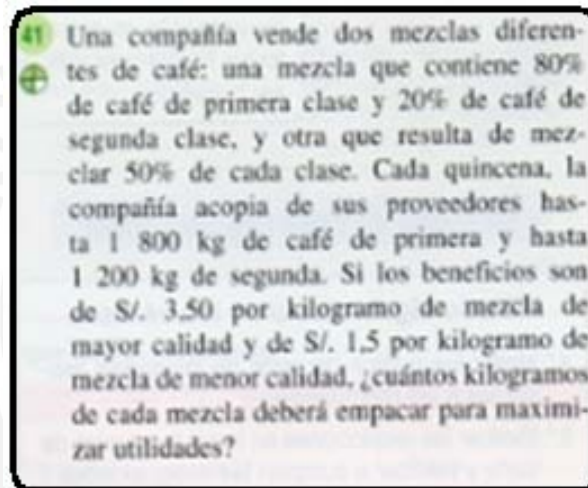 41 Una compañía vende dos mezclas diferen-
tes de café: una mezcla que contiene 80%
de café de primera clase y 20% de café de
segunda clase, y otra que resulta de mez-
clar 50% de cada clase. Cada quincena, la
compañía acopia de sus proveedores has-
ta 1 800 kg de café de primera y hasta
1 200 kg de segunda. Si los beneficios son
de S/. 3,50 por kilogramo de mezcla de
mayor calidad y de S/. 1,5 por kilogramo de
mezcla de menor calidad, ¿cuántos kilogramos
de cada mezcla deberá empacar para maximi-
zar utilidades?